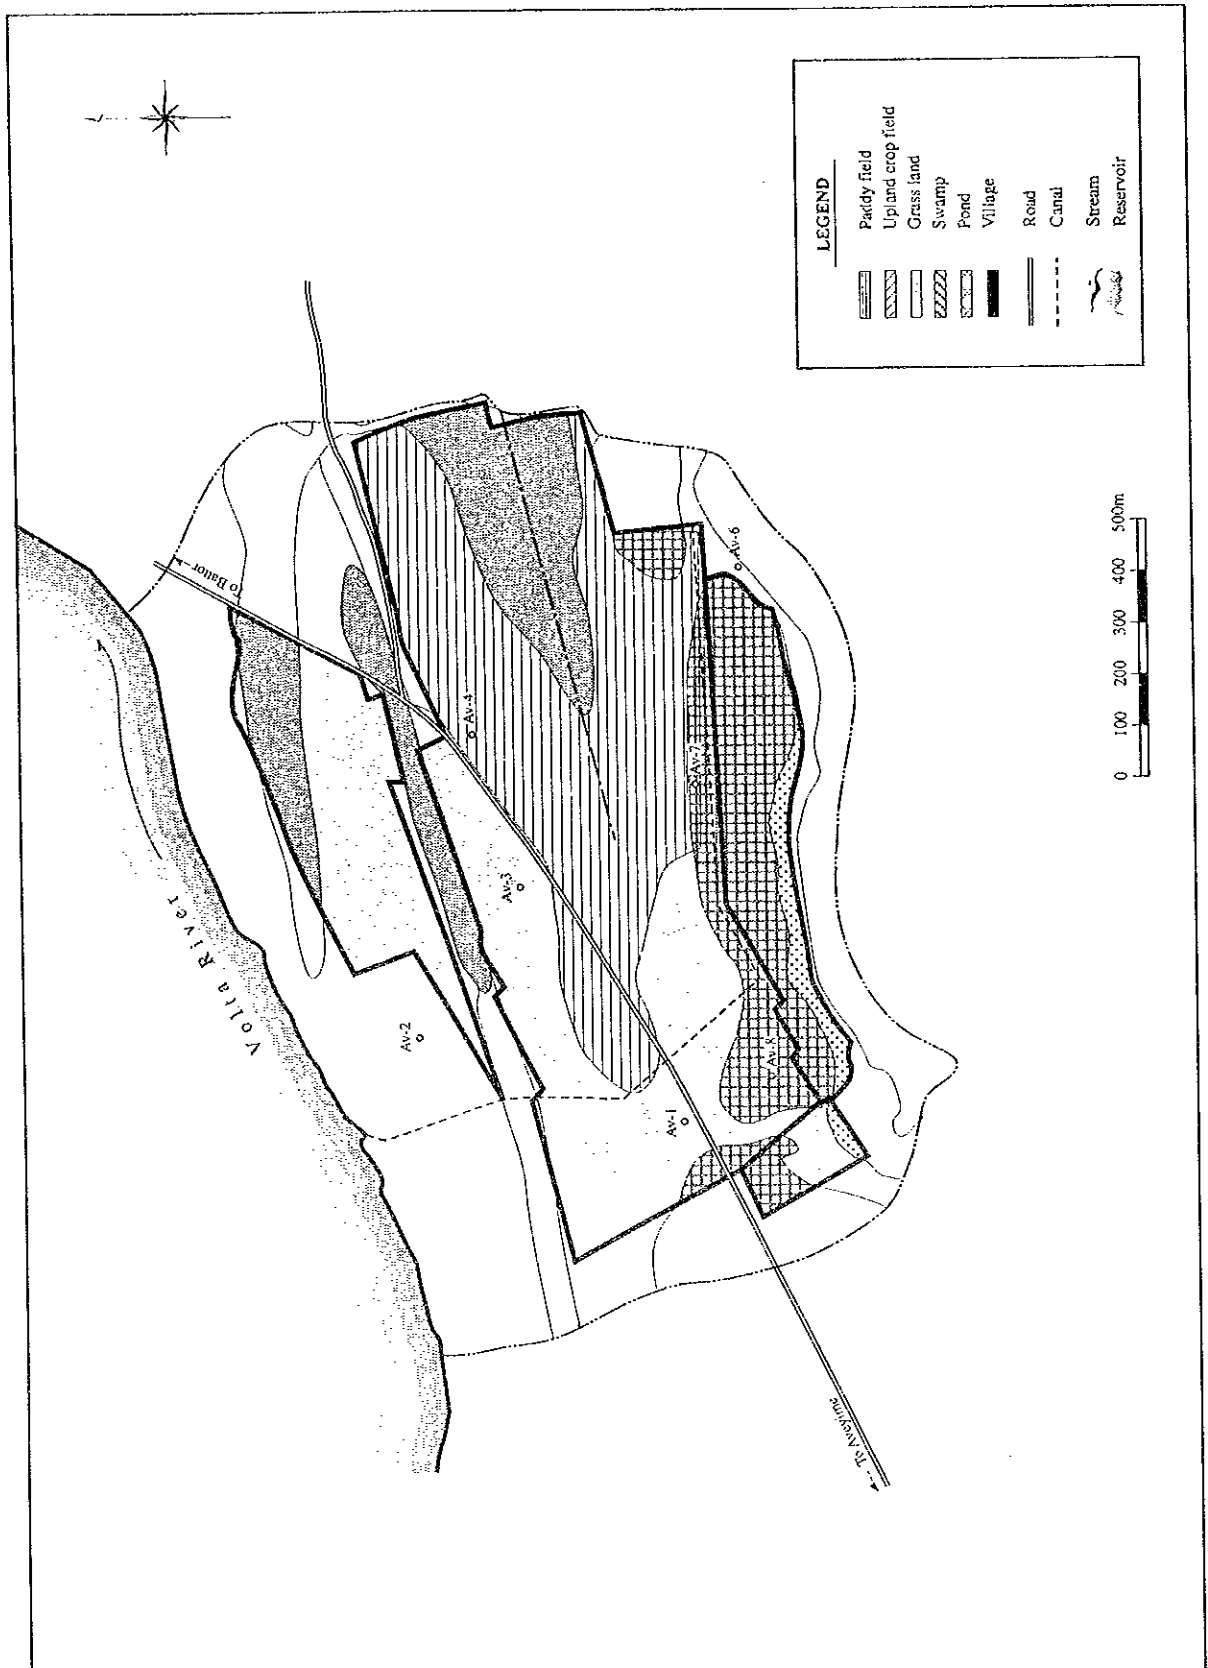 Volta River
To Battor
Av-2
Av-3
Av-4
Av-1
Av-7
Av-8
Av-6
To Aveyime
LEGEND
Paddy field
Upland crop field
Grass land
Swamp
Pond
Village
Road
Canal
Stream
Reservoir
0 100 200 300 400 500m